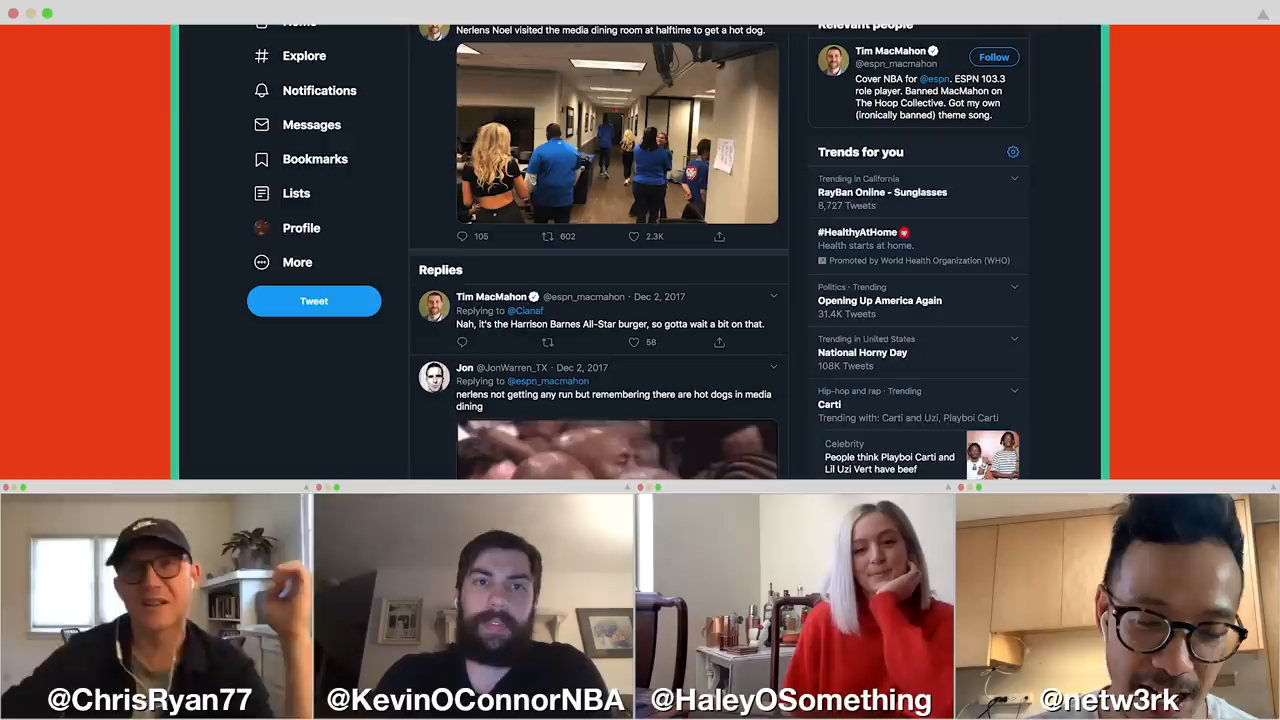 Home
Explore
Notifications
Messages
Bookmarks
Lists
Profile
More
Tweet
Nerlens Noel visited the media dining room at halftime to get a hot dog.
105
602
2.3K
Replies
Tim MacMahon @espn_macmahon · Dec 2, 2017
Replying to @Cianaf
Nah, it's the Harrison Barnes All-Star burger, so gotta wait a bit on that.
58
Jon @JonWarren_TX · Dec 2, 2017
Replying to @espn_macmahon
nerlens not getting any run but remembering there are hot dogs in media
dining
Relevant people
Tim MacMahon
@espn_macmahon
Follow
Cover NBA for @espn. ESPN 103.3
role player. Banned MacMahon on
The Hoop Collective. Got my own
(ironically banned) theme song.
Trends for you
Trending in California
RayBan Online - Sunglasses
6,727 Tweets
#HealthyAtHome
Health starts at home.
Promoted by World Health Organization (WHO)
Politics · Trending
Opening Up America Again
31.4K Tweets
Trending in United States
National Horny Day
108K Tweets
Hip-hop and rap · Trending
Carti
Trending with: Carti and Uzi, Playboi Carti
Celebrity
People think Playboi Carti and
Lil Uzi Vert have beef
@ChrisRyan77
@KevinOConnorNBA
@HaleyOSomething
@netw3rk